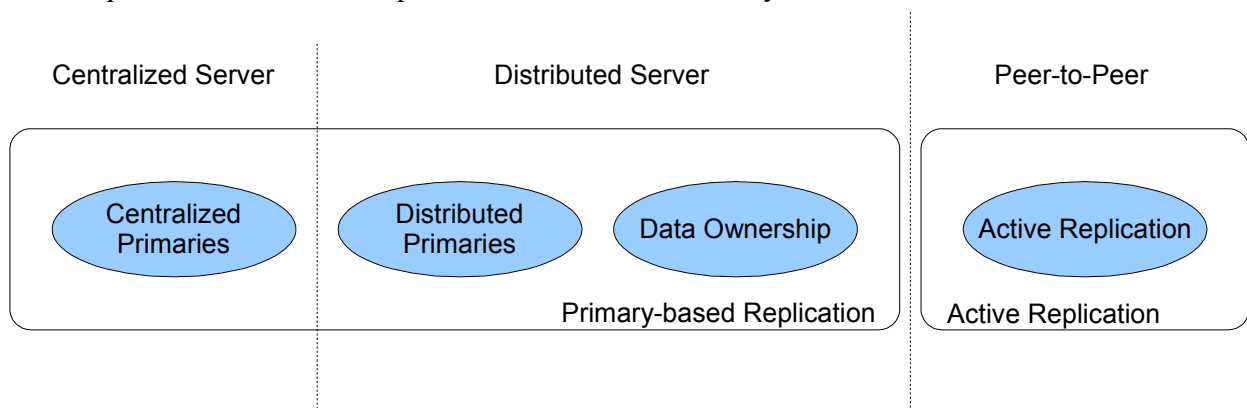 Centralized Server
Distributed Server
Peer-to-Peer
Centralized
Primaries
Distributed
Primaries
Data Ownership
Active Replication
Primary-based Replication
Active Replication